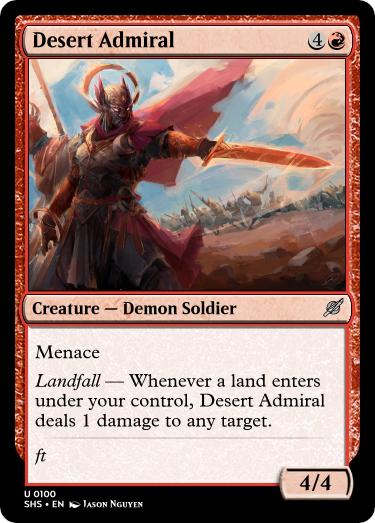 Desert Admiral 4
Creature — Demon Soldier
Menace
Landfall — Whenever a land enters
under your control, Desert Admiral
deals 1 damage to any target.
ft
4/4
U 0100
SHS • EN Jason Nguyen